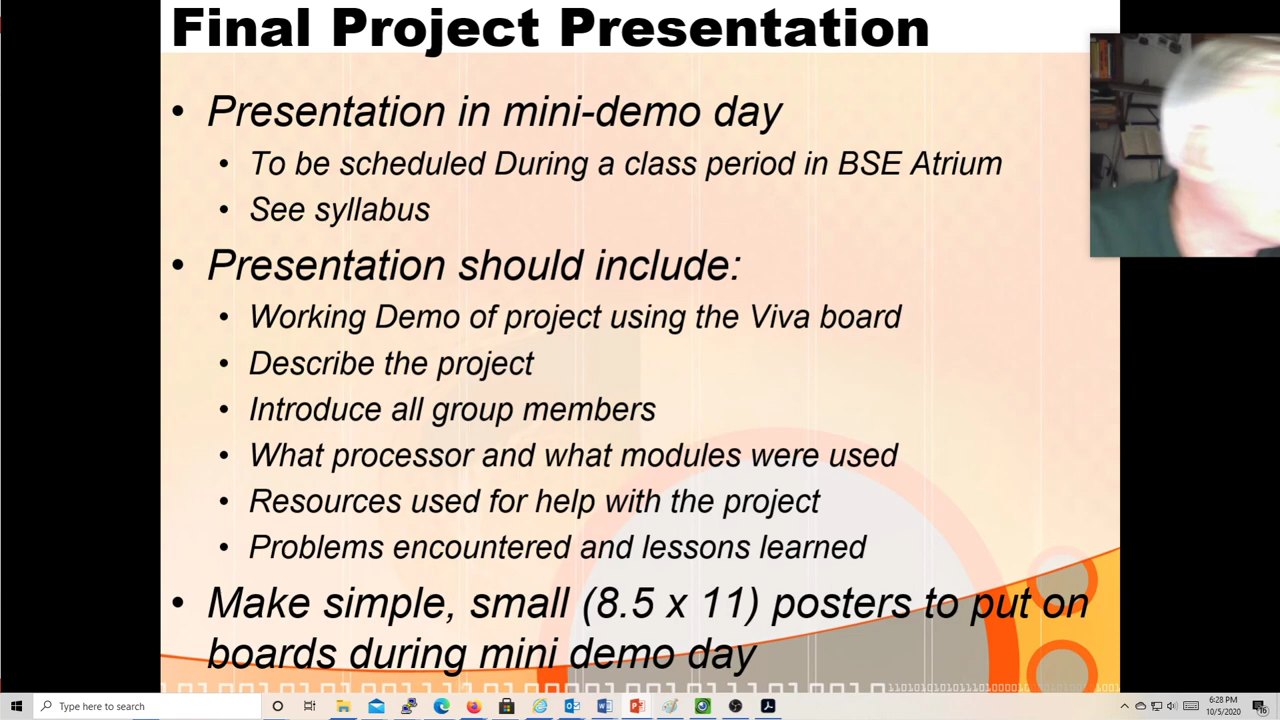 Final Project Presentation
• Presentation in mini-demo day
• To be scheduled During a class period in BSE Atrium
• See syllabus
• Presentation should include:
• Working Demo of project using the Viva board
• Describe the project
• Introduce all group members
• What processor and what modules were used
• Resources used for help with the project
• Problems encountered and lessons learned
• Make simple, small (8.5 x 11) posters to put on
boards during mini demo day
Type here to search
6:28 PM
10/5/2020
16